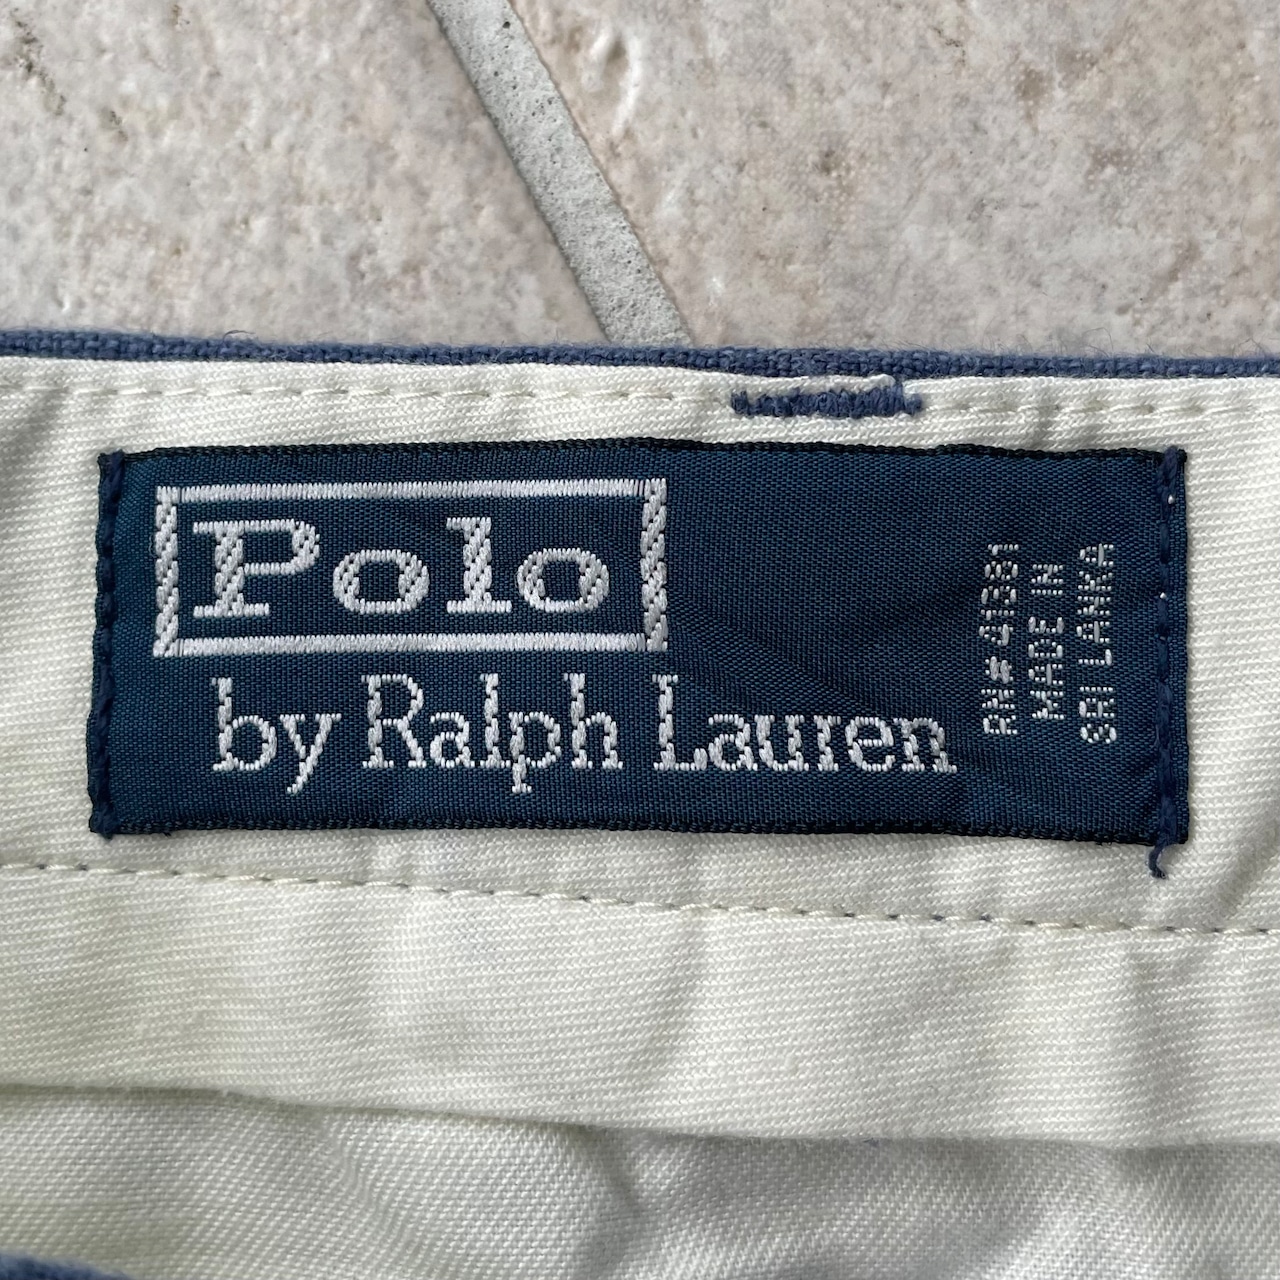 Polo
by Ralph Lauren
RN# 41381
MADE IN
SRI LANKA